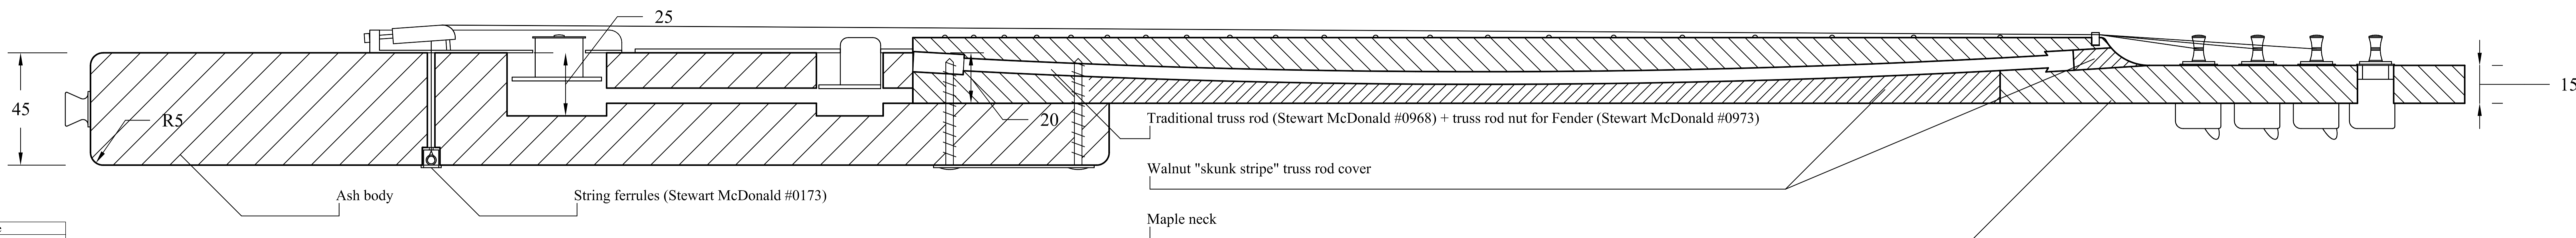 25
45
R5
20
15
Traditional truss rod (Stewart McDonald #0968) + truss rod nut for Fender (Stewart McDonald #0973)
Walnut "skunk stripe" truss rod cover
Ash body
String ferrules (Stewart McDonald #0173)
Maple neck